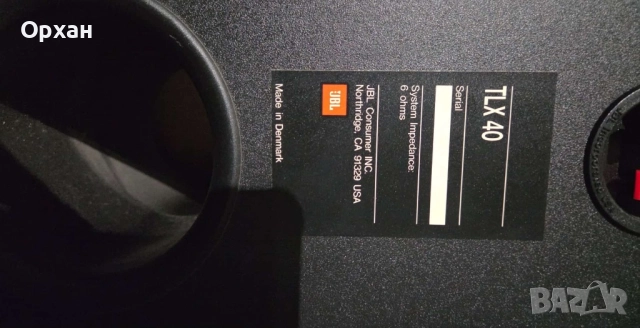 Орхан
TLX 40
Serial
System Impedance:
6 ohms
JBL
JBL Consumer INC.
Northridge, CA 91329 USA
Made in Denmark
BAZAR